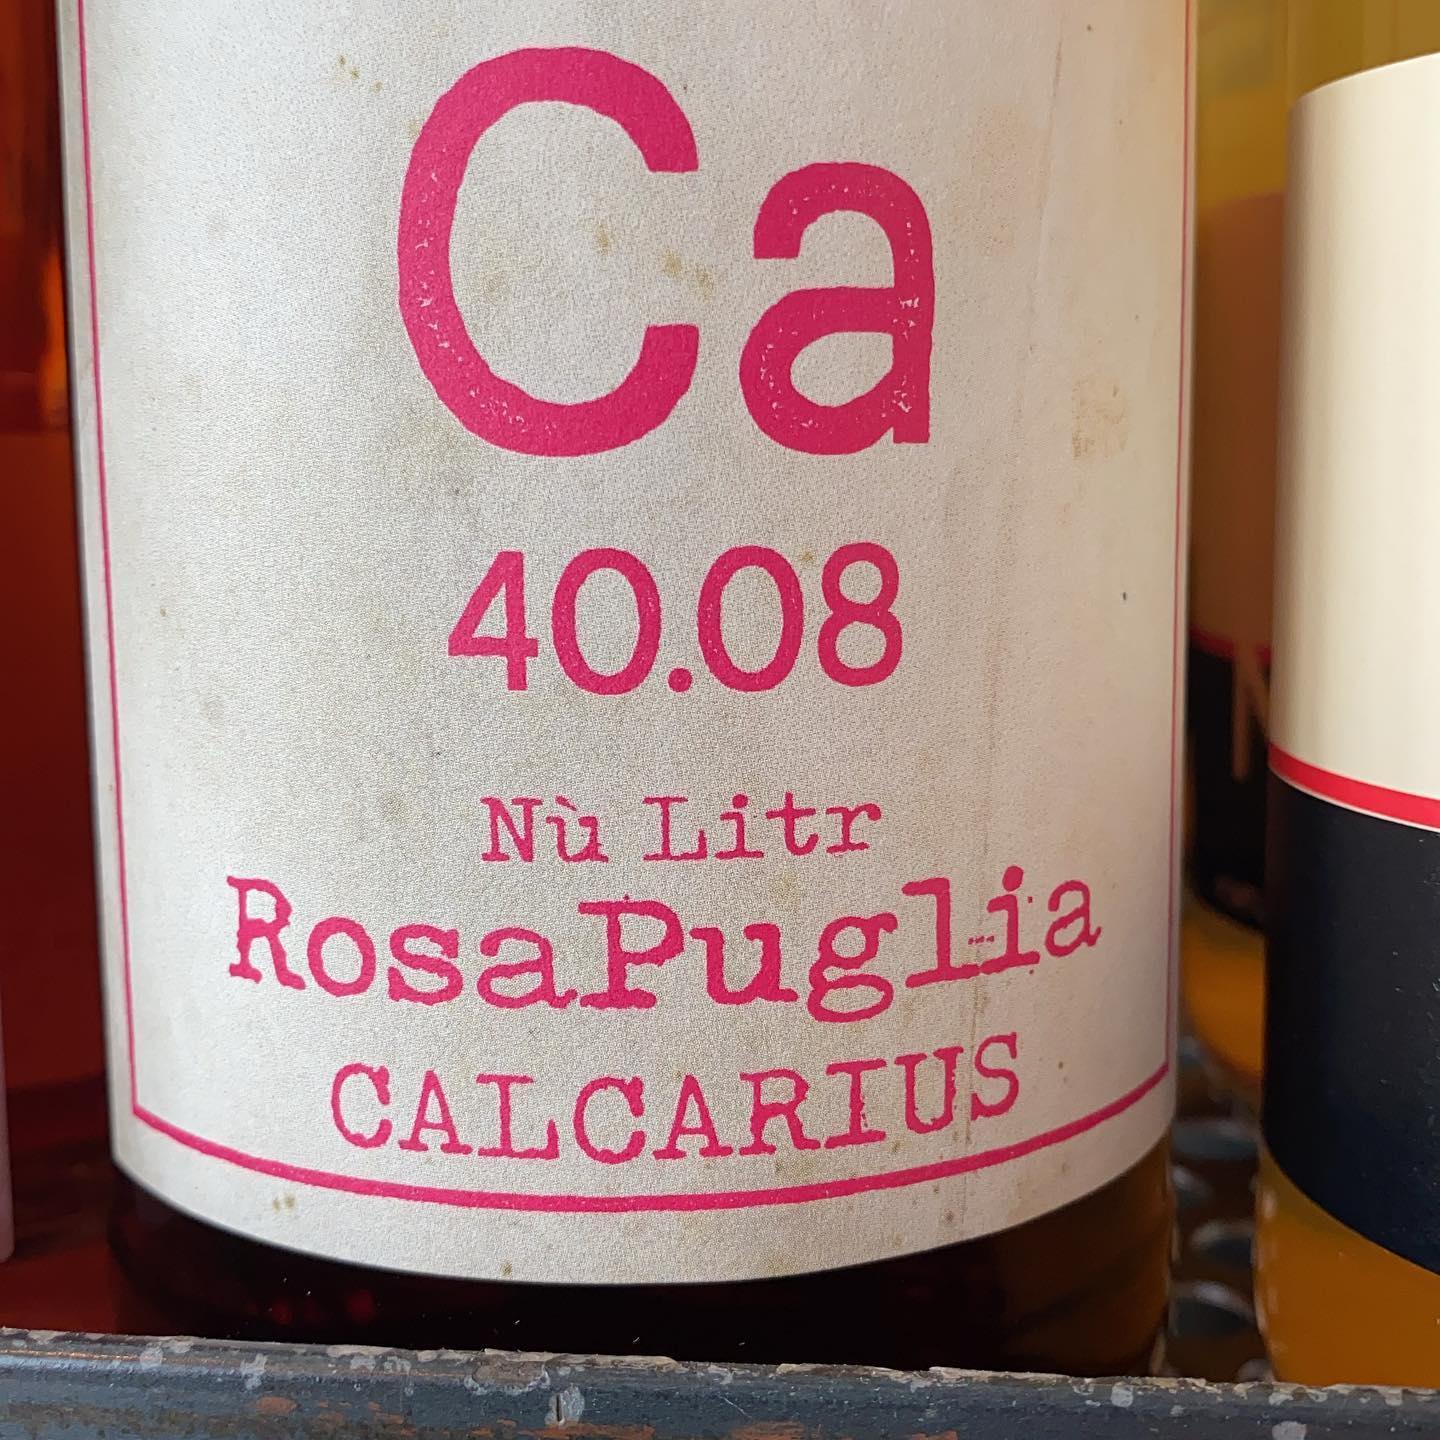 Ca
40.08
Nù Litr
RosaPuglia
CALCARIUS